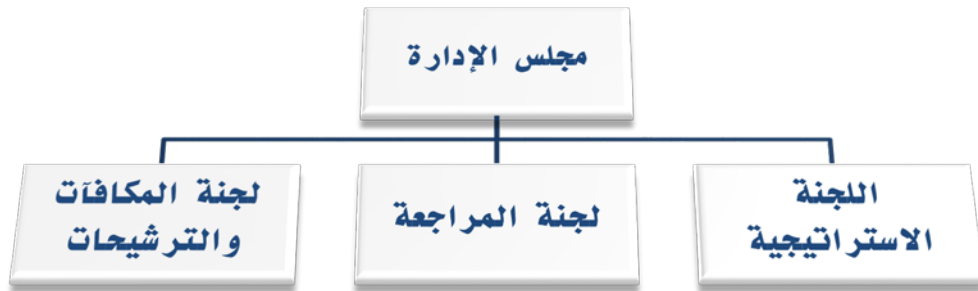 مجلس الإدارة
اللجنة
الاستراتيجية
لجنة المراجعة
لجنة المكافآت
والترشيحات